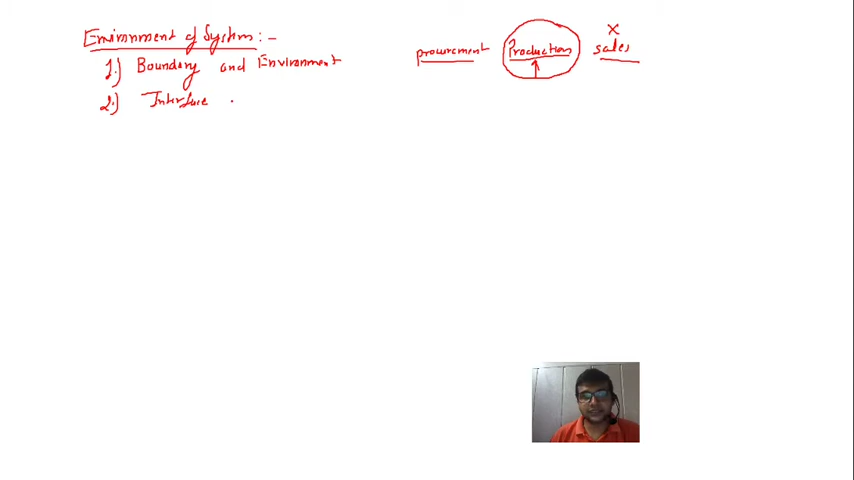 Environment of System :-
1.) Boundary and Environment
2.) Interface
procurement Production sales
X